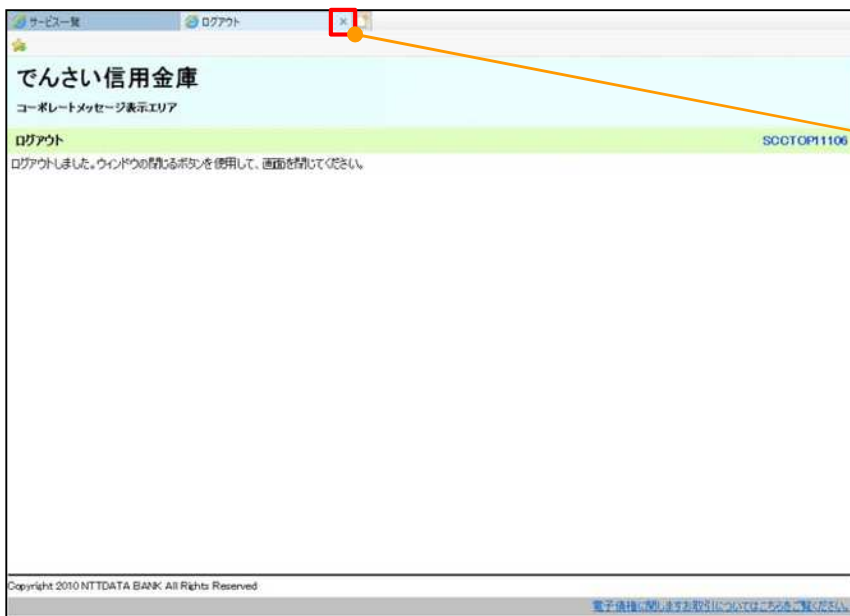 サービス一覧
ログアウト
でんさい信用金庫
コーポレートメッセージ表示エリア
ログアウト
SCCTOP11106
ログアウトしました。ウィンドウの閉じるボタンを使用して、画面を閉じてください。
Copyright 2010 NTTDATA BANK All Rights Reserved
電子債権に関しますお取引についてはこちらをご覧ください。